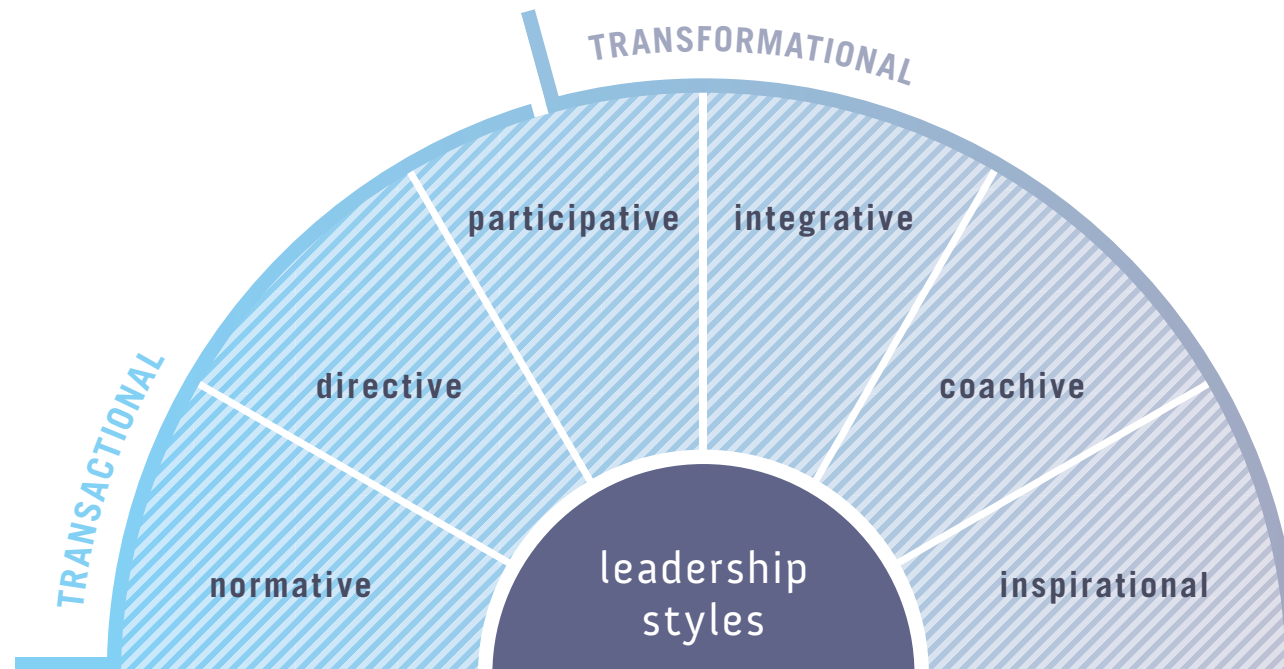 TRANSFORMATIONAL
TRANSACTIONAL
participative
integrative
directive
coachive
normative
inspirational
leadership
styles